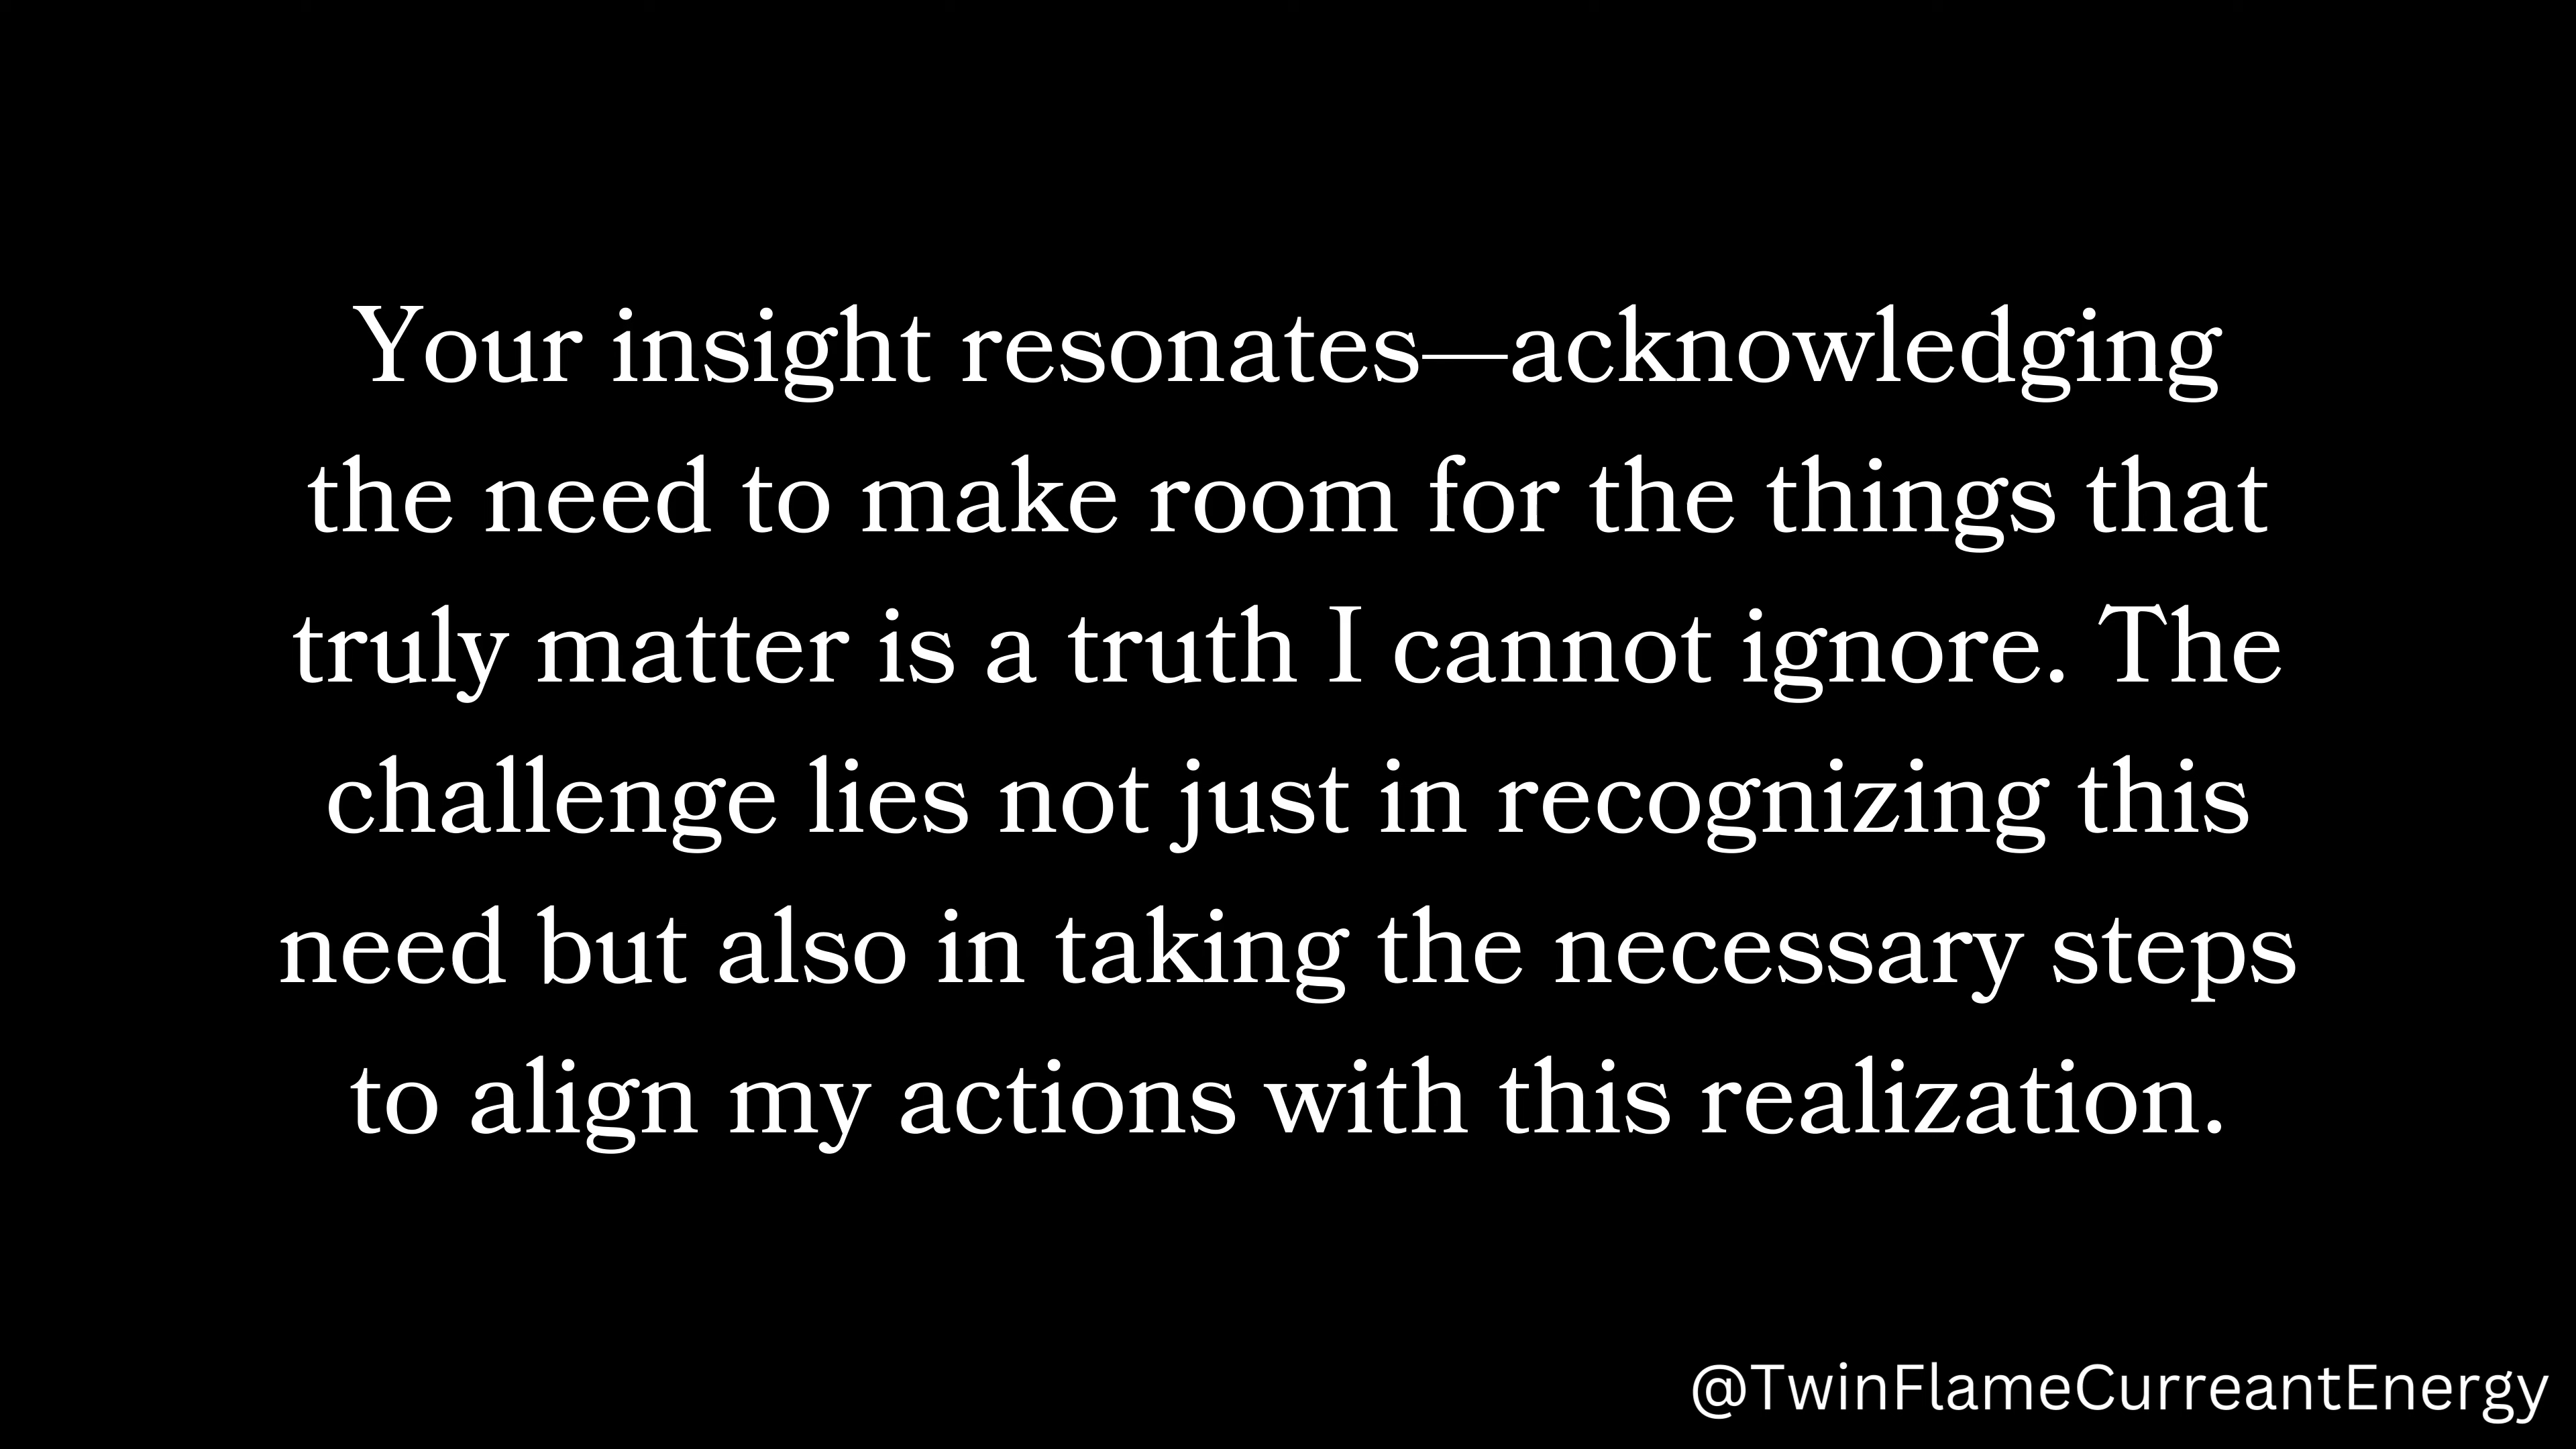 Your insight resonates—acknowledging
the need to make room for the things that
truly matter is a truth I cannot ignore. The
challenge lies not just in recognizing this
need but also in taking the necessary steps
to align my actions with this realization.
@TwinFlameCurreantEnergy